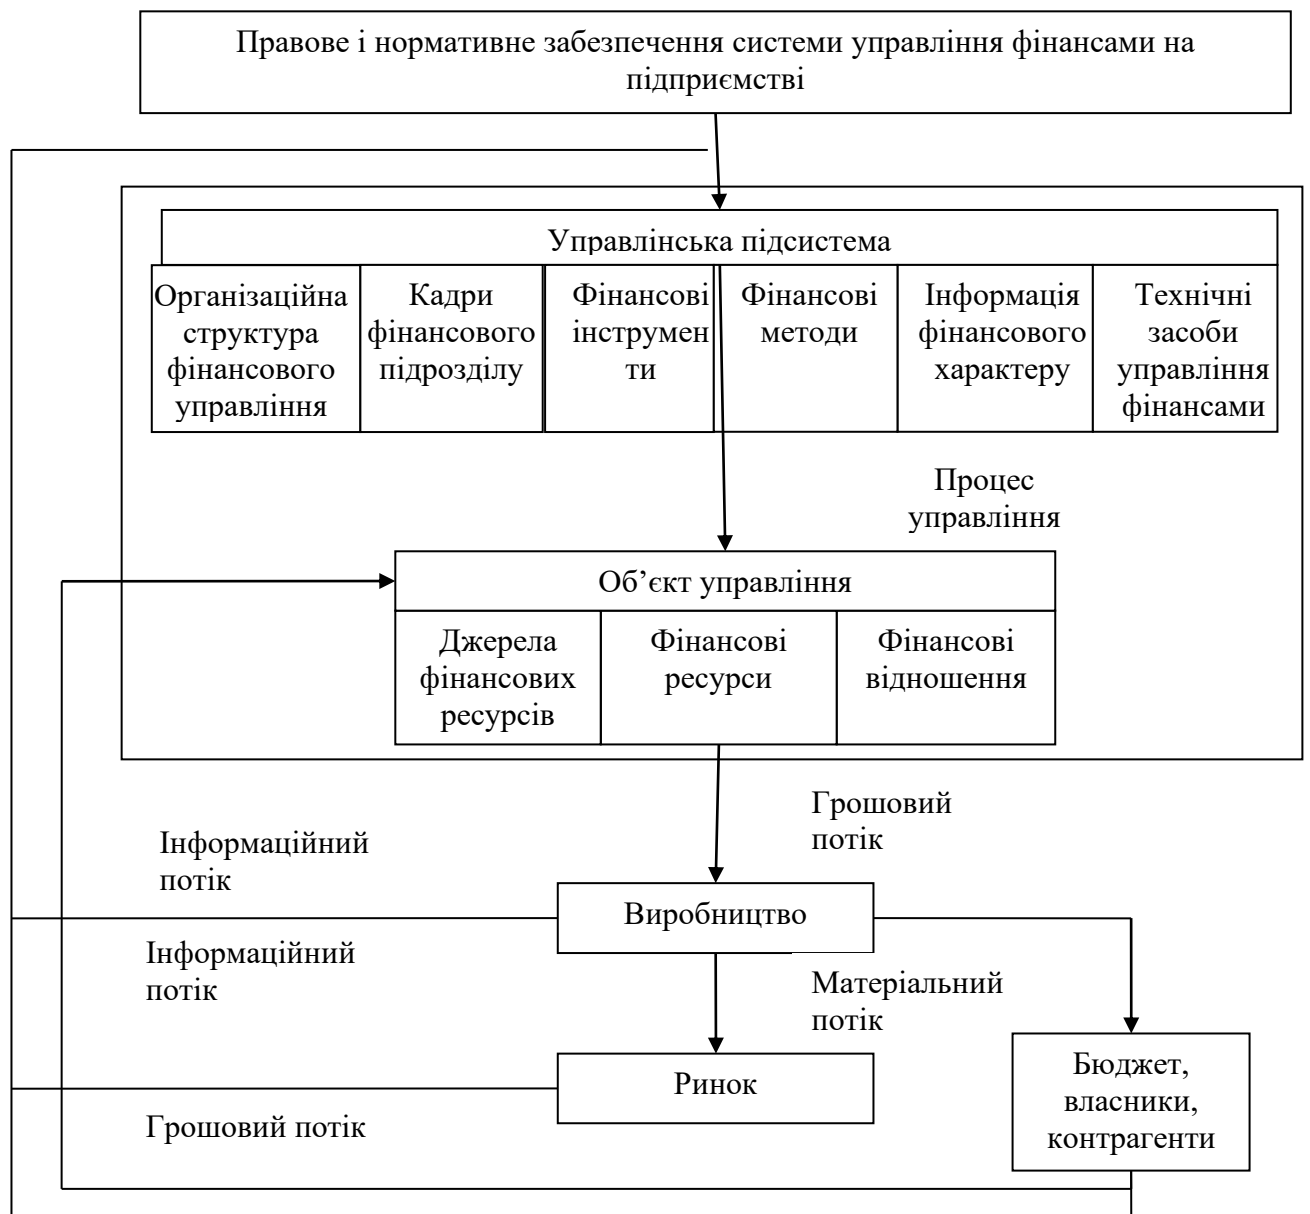 Правове і нормативне забезпечення системи управління фінансами на
підприємстві
Управлінська підсистема
Організаційна
структура
фінансового
управління
Кадри
фінансового
підрозділу
Фінансові
інструмен
ти
Фінансові
методи
Інформація
фінансового
характеру
Технічні
засоби
управління
фінансами
Процес
управління
Об’єкт управління
Джерела
фінансових
ресурсів
Фінансові
ресурси
Фінансові
відношення
Грошовий
потік
Інформаційний
потік
Виробництво
Інформаційний
потік
Матеріальний
потік
Ринок
Бюджет,
власники,
контрагенти
Грошовий потік